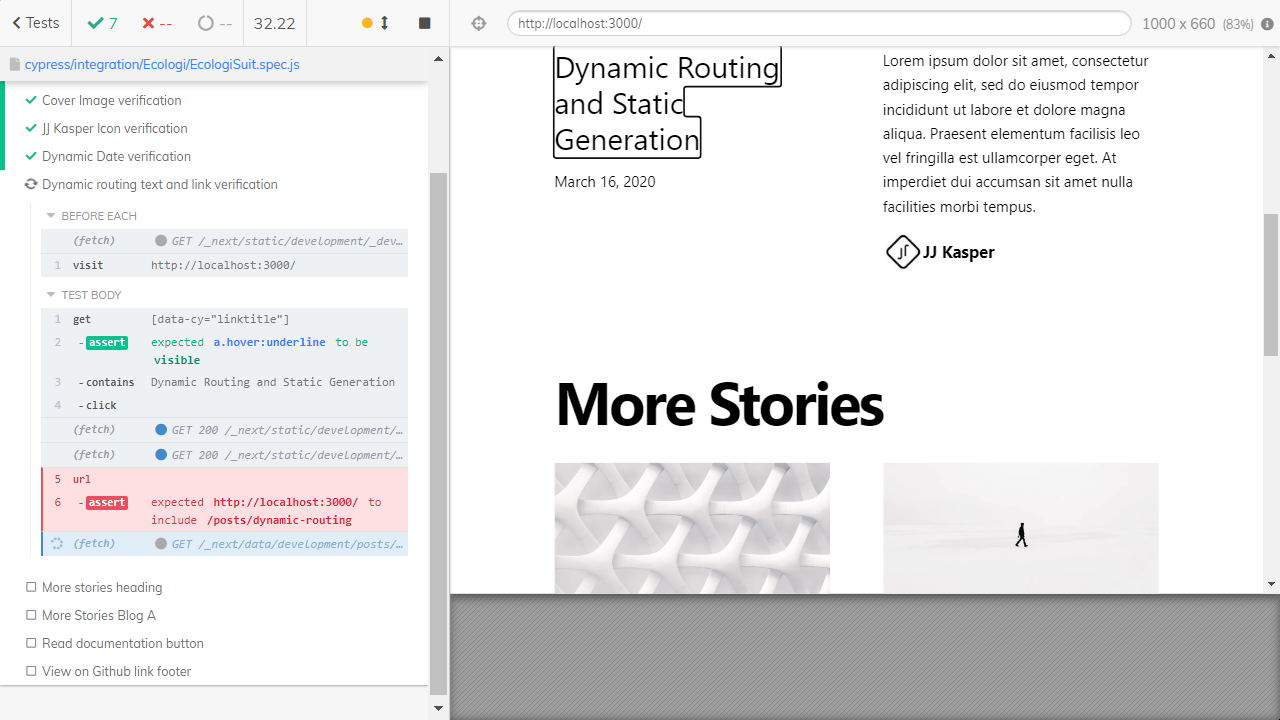 Tests
7
--
--
32.22
http://localhost:3000/
1000 x 660 (83%)
cypress/integration/Ecologi/EcologiSuit.spec.js
Cover Image verification
JJ Kasper Icon verification
Dynamic Date verification
Dynamic routing text and link verification
BEFORE EACH
(fetch) GET /_next/static/development/_dev…
1 visit http://localhost:3000/
TEST BODY
1 get [data-cy="linktitle"]
2 -assert expected a.hover:underline to be
visible
3 -contains Dynamic Routing and Static Generation
4 -click
(fetch) GET 200 /_next/static/development/…
(fetch) GET 200 /_next/static/development/…
5 url
6 -assert expected http://localhost:3000/ to
include /posts/dynamic-routing
(fetch) GET /_next/data/development/posts/…
More stories heading
More Stories Blog A
Read documentation button
View on Github link footer
Dynamic Routing
and Static
Generation
March 16, 2020
Lorem ipsum dolor sit amet, consectetur
adipiscing elit, sed do eiusmod tempor
incididunt ut labore et dolore magna
aliqua. Praesent elementum facilisis leo
vel fringilla est ullamcorper eget. At
imperdiet dui accumsan sit amet nulla
facilities morbi tempus.
JJ Kasper
More Stories